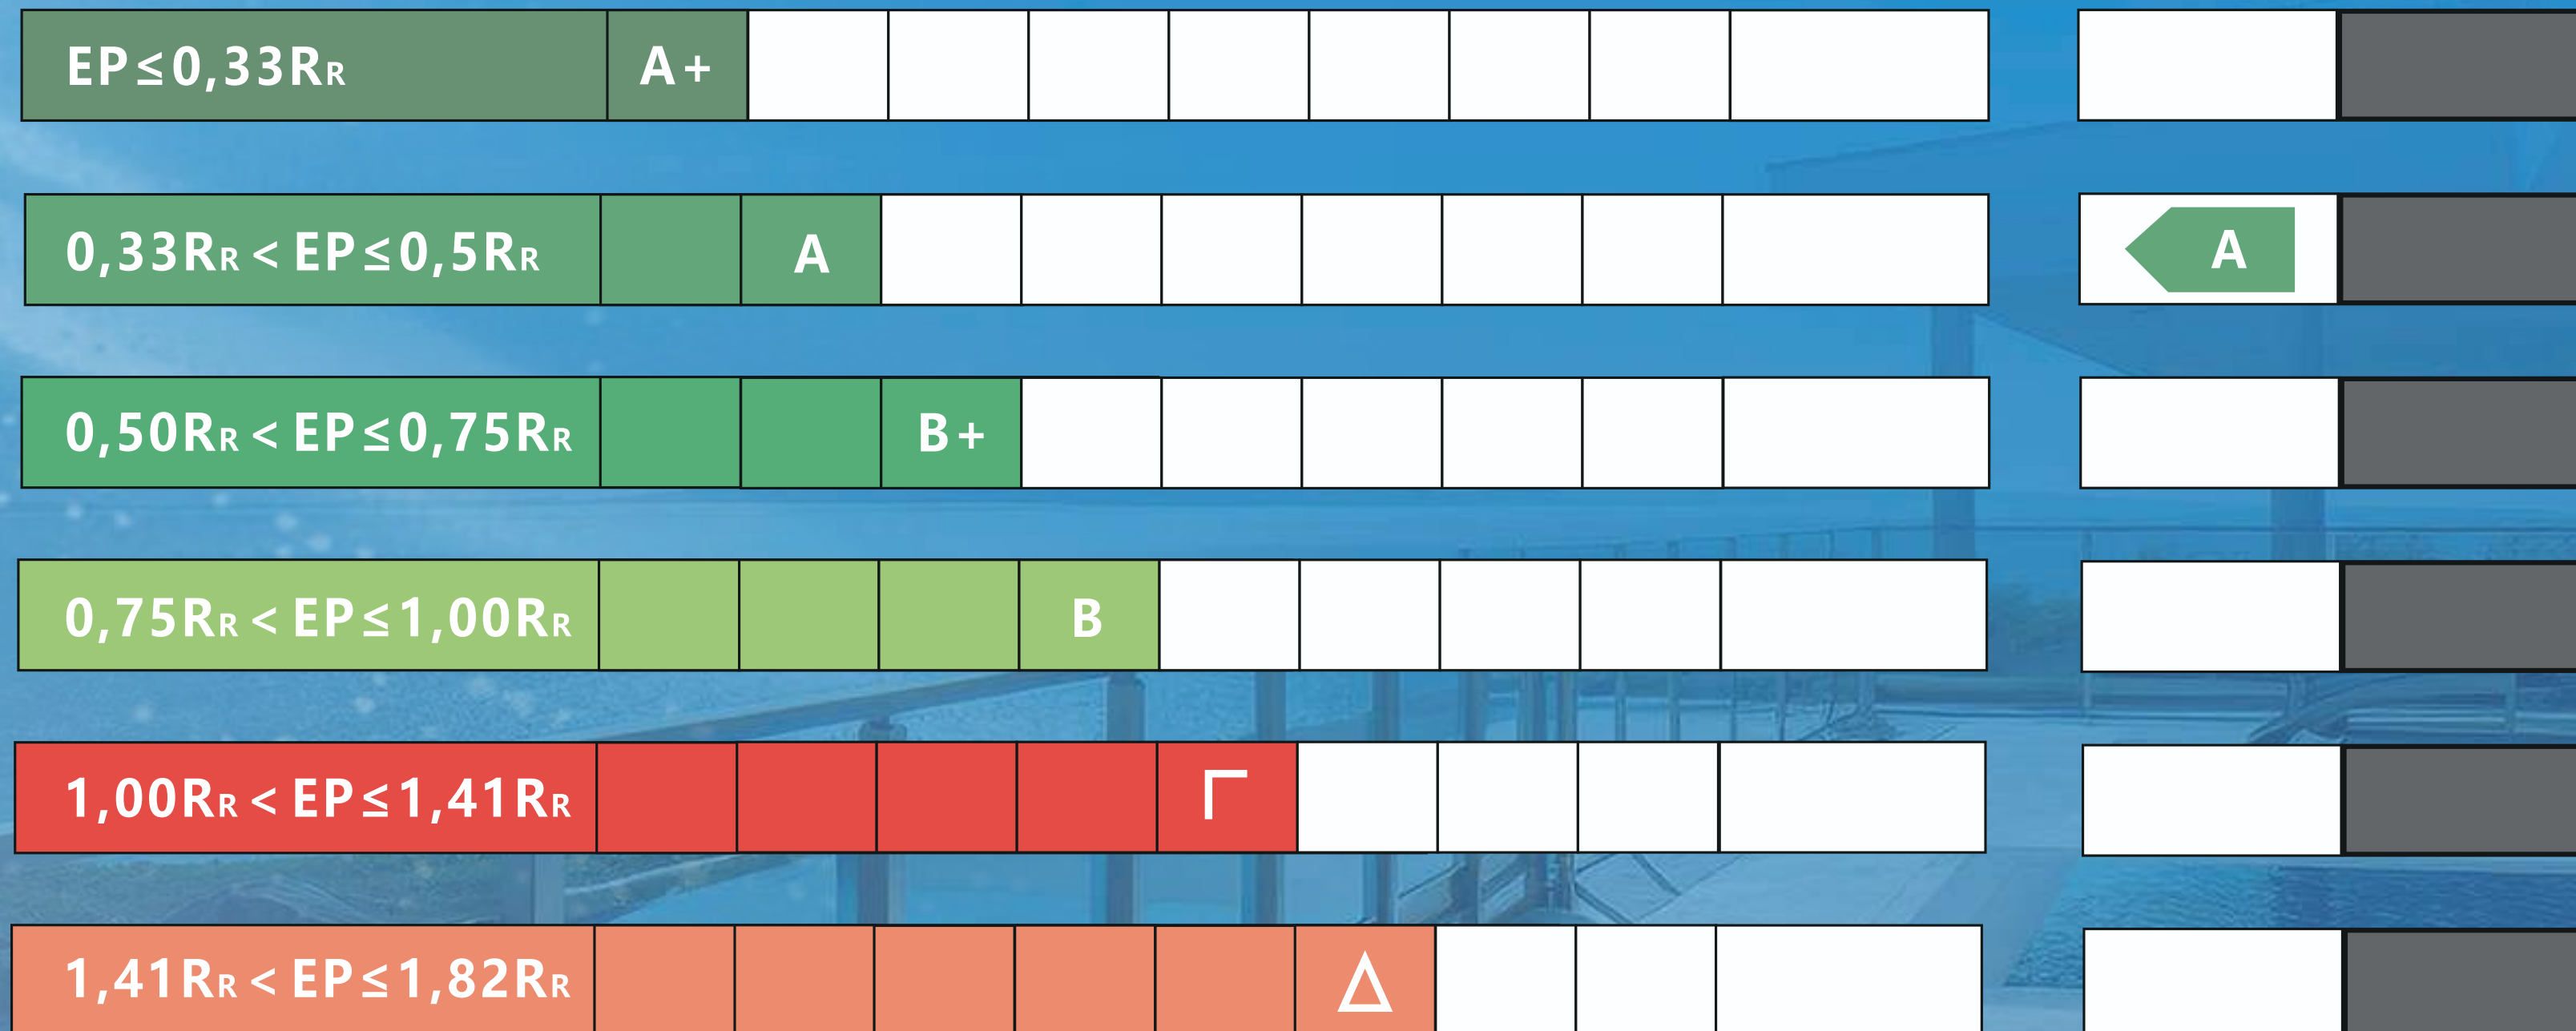 EP≤0,33RR A+
0,33RR < EP≤0,5RR A A
0,50RR < EP≤0,75RR B+
0,75RR < EP≤1,00RR B
1,00RR < EP≤1,41RR Γ
1,41RR < EP≤1,82RR Δ